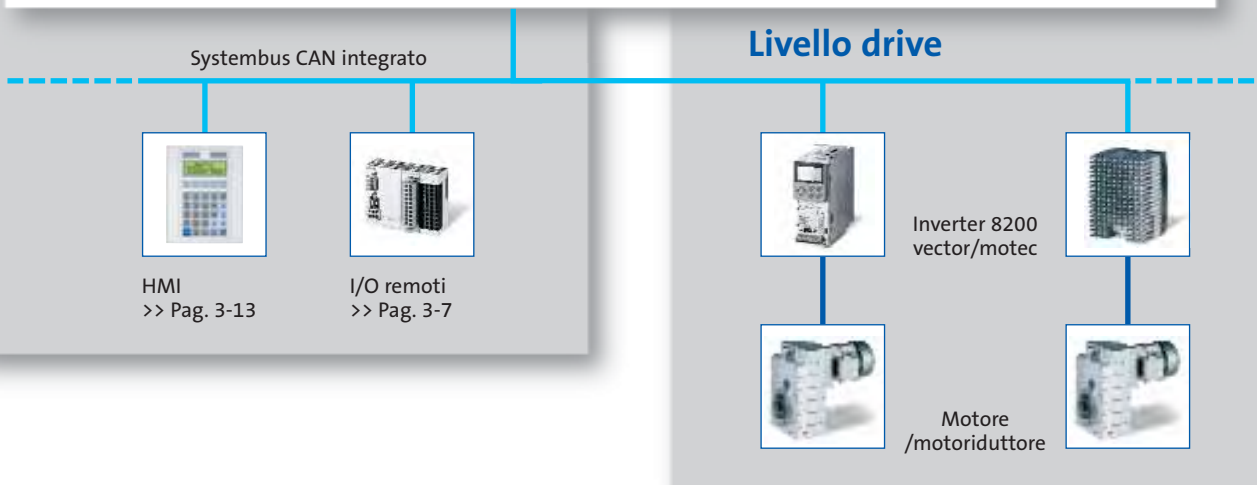 Livello drive
Systembus CAN integrato
HMI
>> Pag. 3-13
I/O remoti
>> Pag. 3-7
Inverter 8200
vector/motec
Motore
/motoriduttore